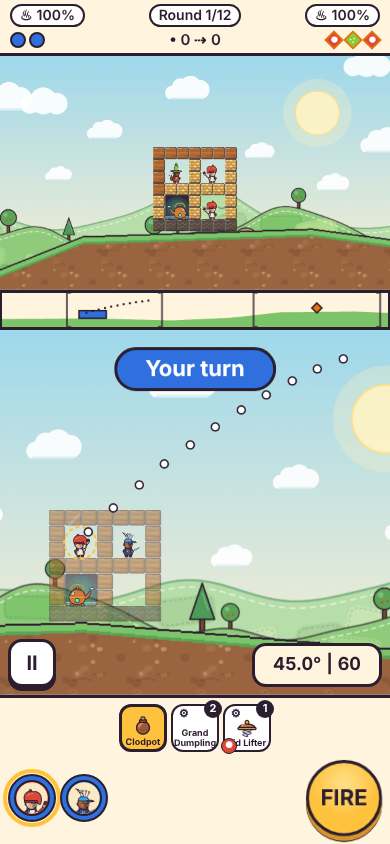 ♨ 100%
Round 1/12
♨ 100%
• 0 ⇢ 0
Your turn
45.0° | 60
2
1
Clodpot
Grand
Dumpling
Lifter
FIRE